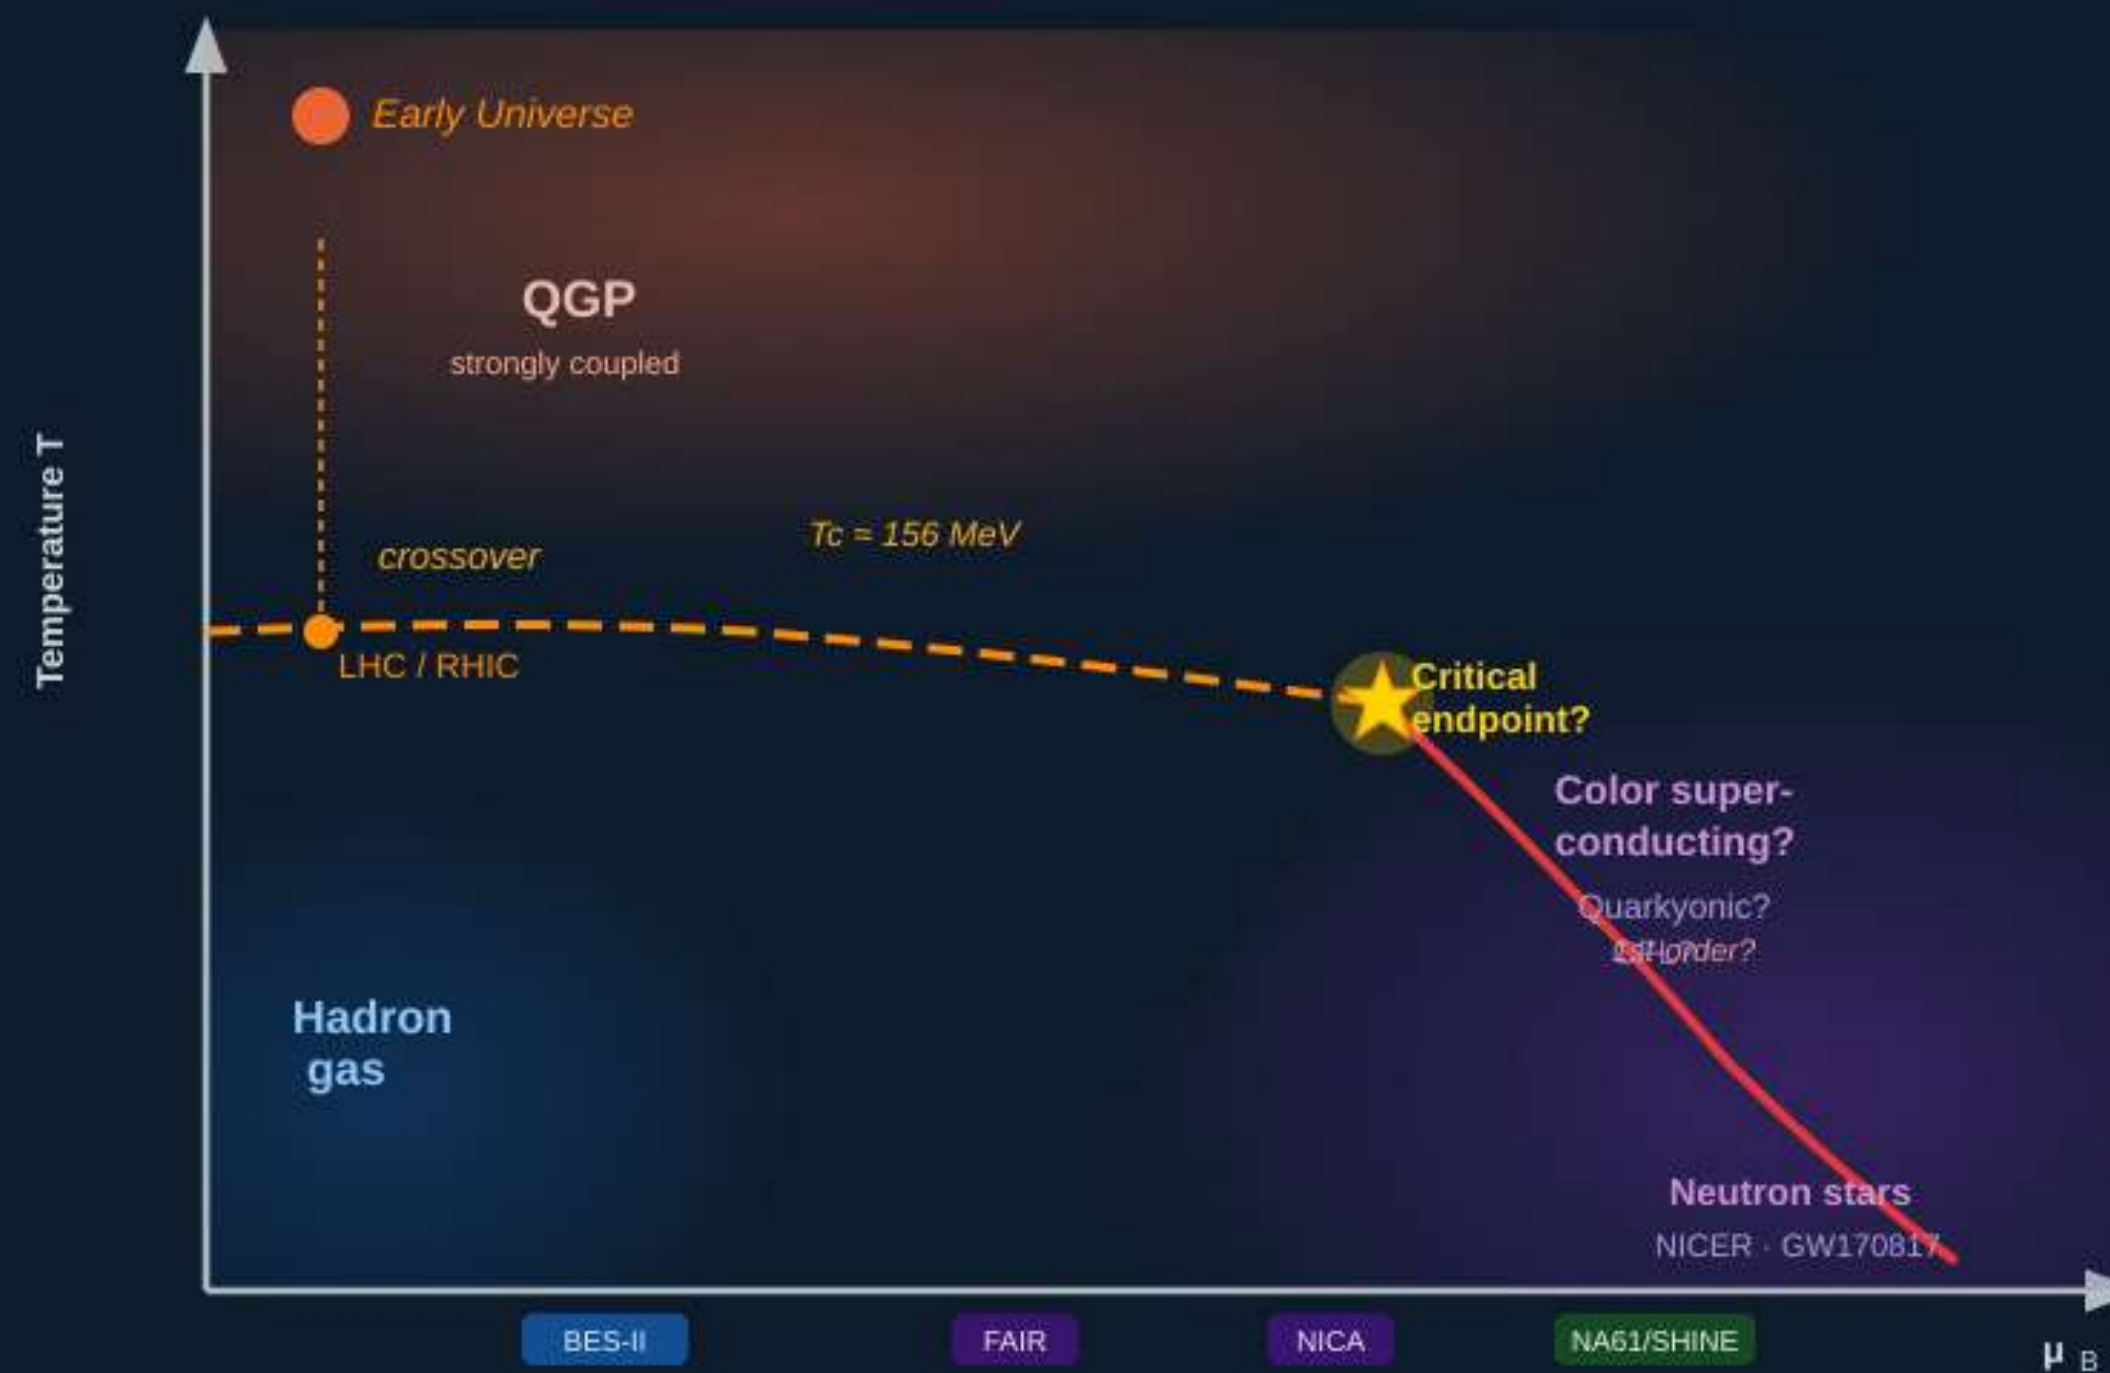 Early Universe
QGP
strongly coupled
Temperature T
crossover
Tc = 156 MeV
LHC / RHIC
Critical
endpoint?
Color super-
conducting?
Quarkyonic?
order?
Hadron
gas
Neutron stars
NICER · GW170817
BES-II
FAIR
NICA
NA61/SHINE
μ B